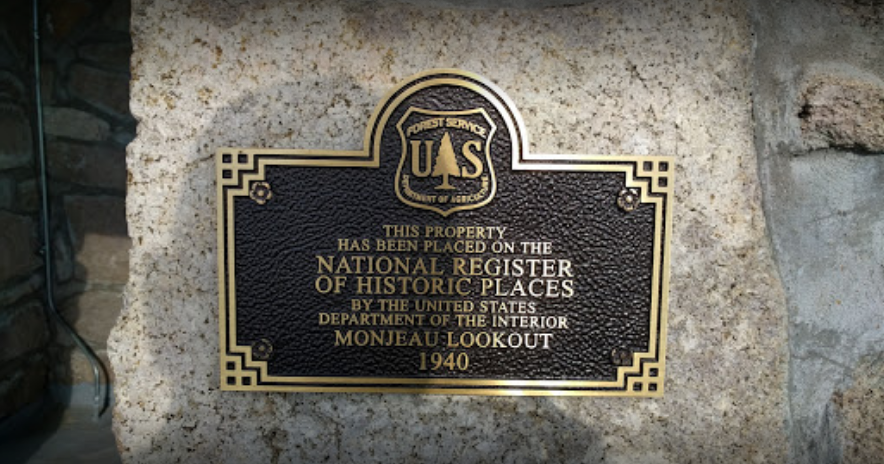 FOREST SERVICE
U S
DEPARTMENT OF AGRICULTURE
THIS PROPERTY
HAS BEEN PLACED ON THE
NATIONAL REGISTER
OF HISTORIC PLACES
BY THE UNITED STATES
DEPARTMENT OF THE INTERIOR
MONJEAU LOOKOUT
1940